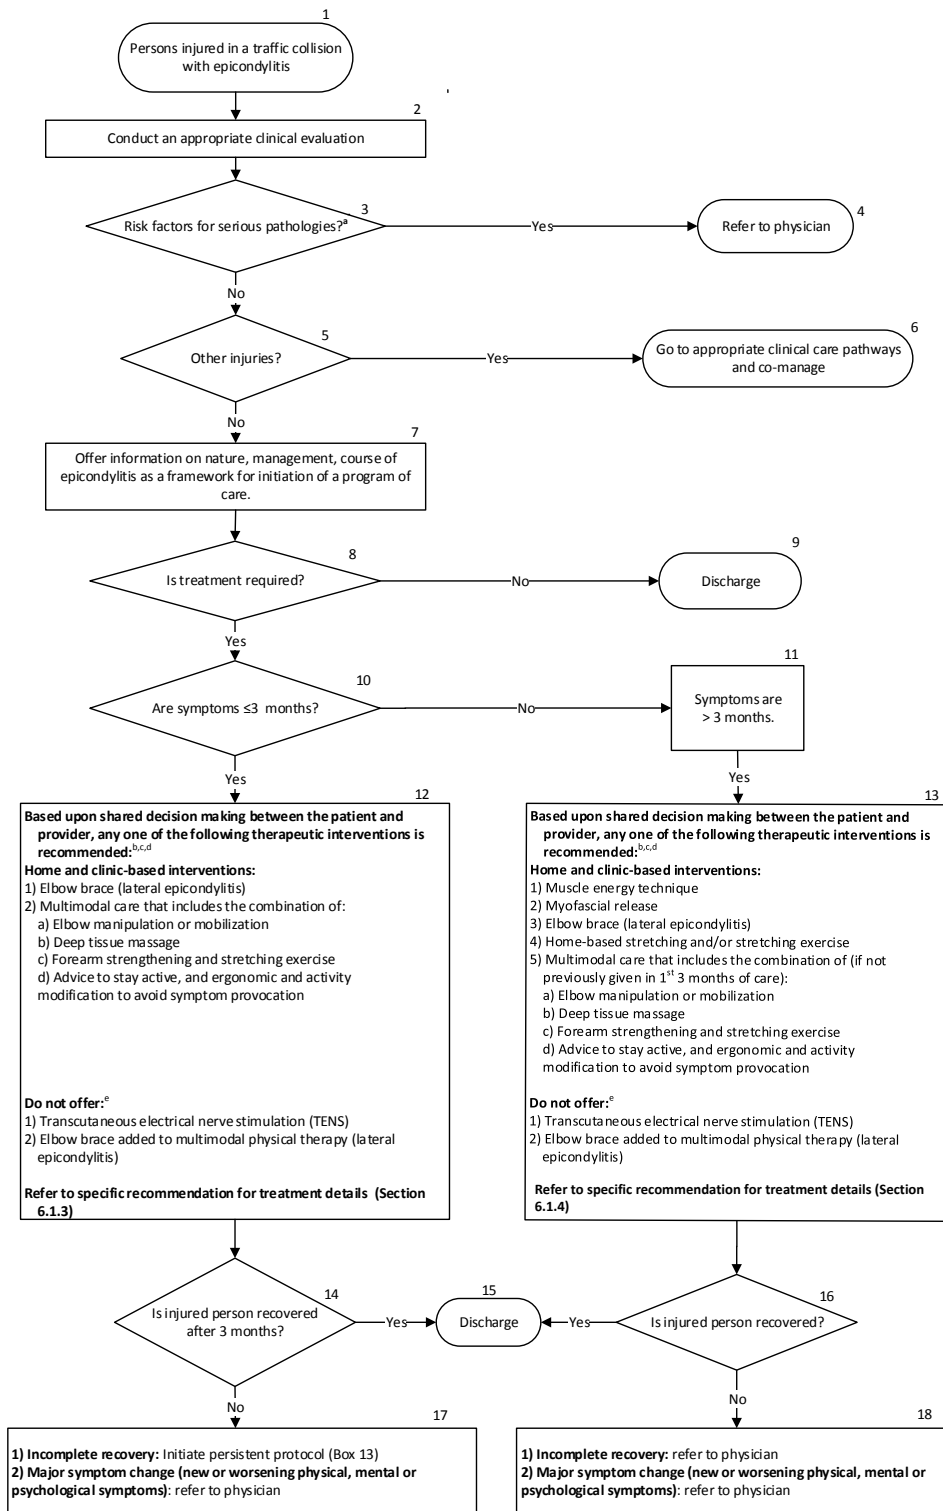 1
Persons injured in a traffic collision
with epicondylitis
2
Conduct an appropriate clinical evaluation
3
Risk factors for serious pathologies?a
Yes
4
Refer to physician
No
5
Other injuries?
Yes
6
Go to appropriate clinical care pathways
and co-manage
No
7
Offer information on nature, management, course of
epicondylitis as a framework for initiation of a program of
care.
8
Is treatment required?
No
9
Discharge
Yes
10
Are symptoms ≤3 months?
No
11
Symptoms are
> 3 months.
Yes
Yes
12
Based upon shared decision making between the patient and
provider, any one of the following therapeutic interventions is
recommended:b,c,d
Home and clinic-based interventions:
1) Elbow brace (lateral epicondylitis)
2) Multimodal care that includes the combination of:
a) Elbow manipulation or mobilization
b) Deep tissue massage
c) Forearm strengthening and stretching exercise
d) Advice to stay active, and ergonomic and activity
modification to avoid symptom provocation
Do not offer:e
1) Transcutaneous electrical nerve stimulation (TENS)
2) Elbow brace added to multimodal physical therapy (lateral
epicondylitis)
Refer to specific recommendation for treatment details (Section
6.1.3)
13
Based upon shared decision making between the patient and
provider, any one of the following therapeutic interventions is
recommended:b,c,d
Home and clinic-based interventions:
1) Muscle energy technique
2) Myofascial release
3) Elbow brace (lateral epicondylitis)
4) Home-based stretching and/or stretching exercise
5) Multimodal care that includes the combination of (if not
previously given in 1st 3 months of care):
a) Elbow manipulation or mobilization
b) Deep tissue massage
c) Forearm strengthening and stretching exercise
d) Advice to stay active, and ergonomic and activity
modification to avoid symptom provocation
Do not offer:e
1) Transcutaneous electrical nerve stimulation (TENS)
2) Elbow brace added to multimodal physical therapy (lateral
epicondylitis)
Refer to specific recommendation for treatment details (Section
6.1.4)
14
Is injured person recovered
after 3 months?
Yes
15
Discharge
Yes
16
Is injured person recovered?
No
No
17
1) Incomplete recovery: Initiate persistent protocol (Box 13)
2) Major symptom change (new or worsening physical, mental or
psychological symptoms): refer to physician
18
1) Incomplete recovery: refer to physician
2) Major symptom change (new or worsening physical, mental or
psychological symptoms): refer to physician